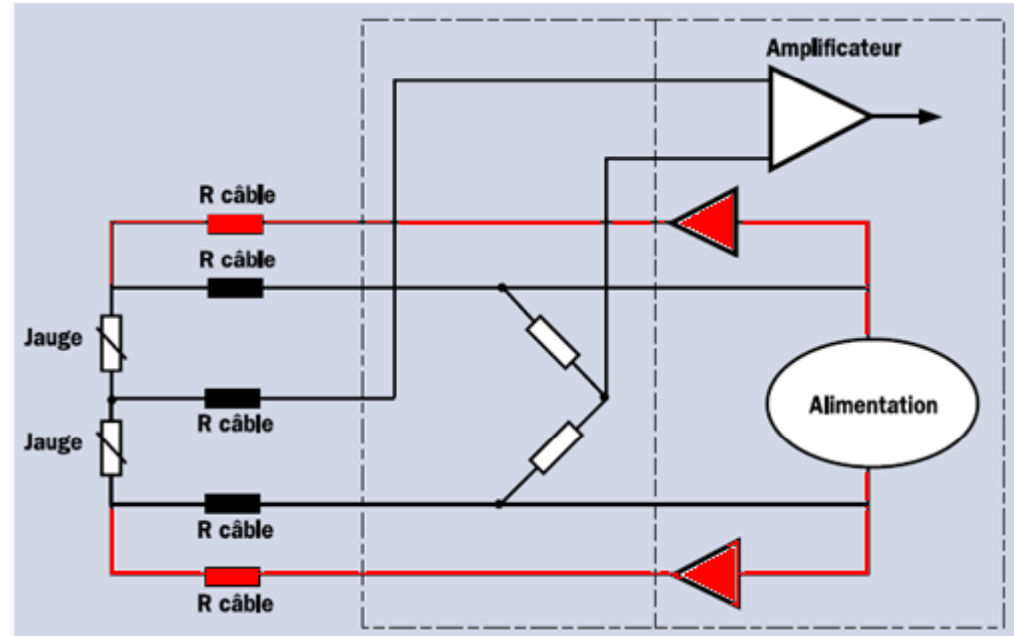 Amplificateur
R câble
R câble
Jauge
R câble
Alimentation
Jauge
R câble
R câble